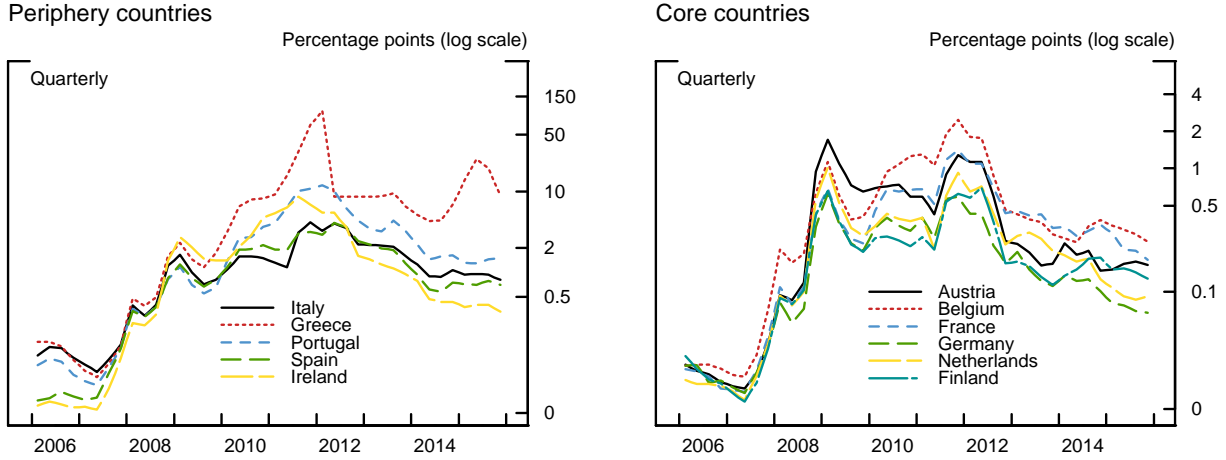 Periphery countries
Percentage points (log scale)
Quarterly
150
50
10
2
0.5
0
Italy
Greece
Portugal
Spain
Ireland
2006 2008 2010 2012 2014
Core countries
Percentage points (log scale)
Quarterly
4
2
1
0.5
0.1
0
Austria
Belgium
France
Germany
Netherlands
Finland
2006 2008 2010 2012 2014